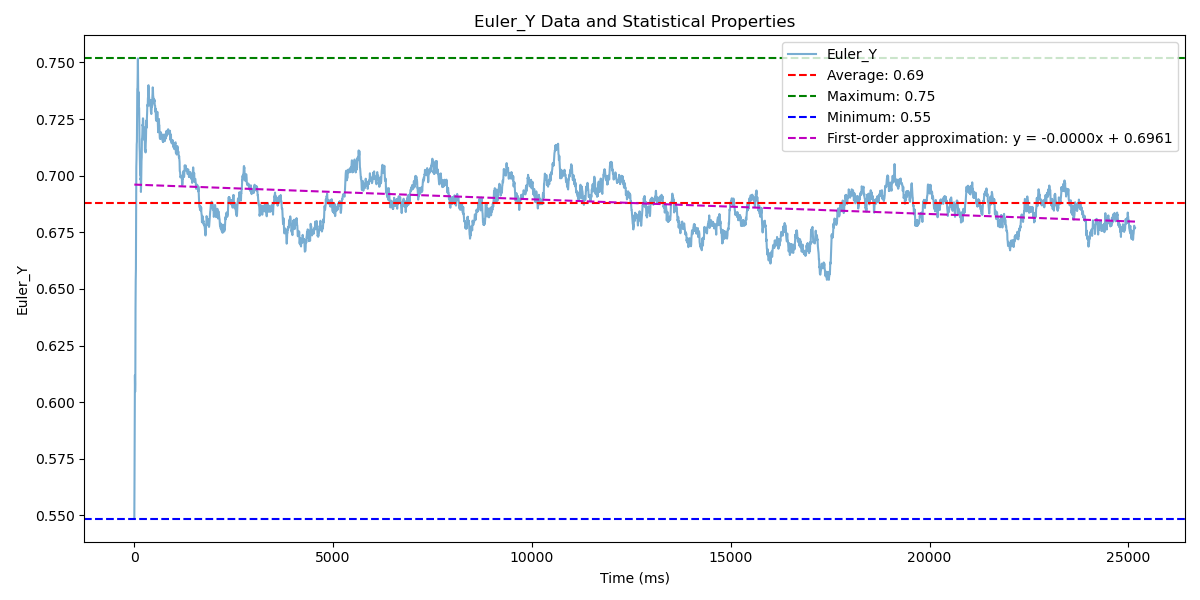 Euler_Y Data and Statistical Properties
Euler_Y
Average: 0.69
Maximum: 0.75
Minimum: 0.55
First-order approximation: y = -0.0000x + 0.6961
Euler_Y
0.750
0.725
0.700
0.675
0.650
0.625
0.600
0.575
0.550
0
5000
10000
15000
20000
25000
Time (ms)